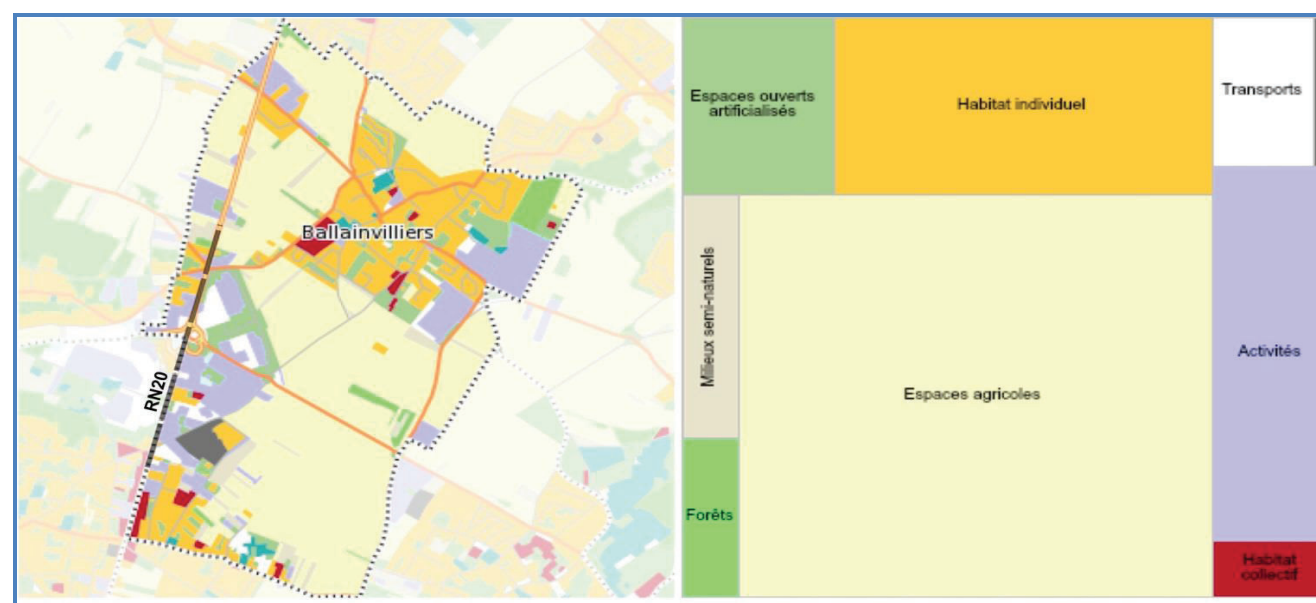 Ballainvilliers
RN20
Espaces ouverts
artificialisés
Habitat individuel
Transports
Milieux semi-naturels
Espaces agricoles
Activités
Forêts
Habitat
collectif